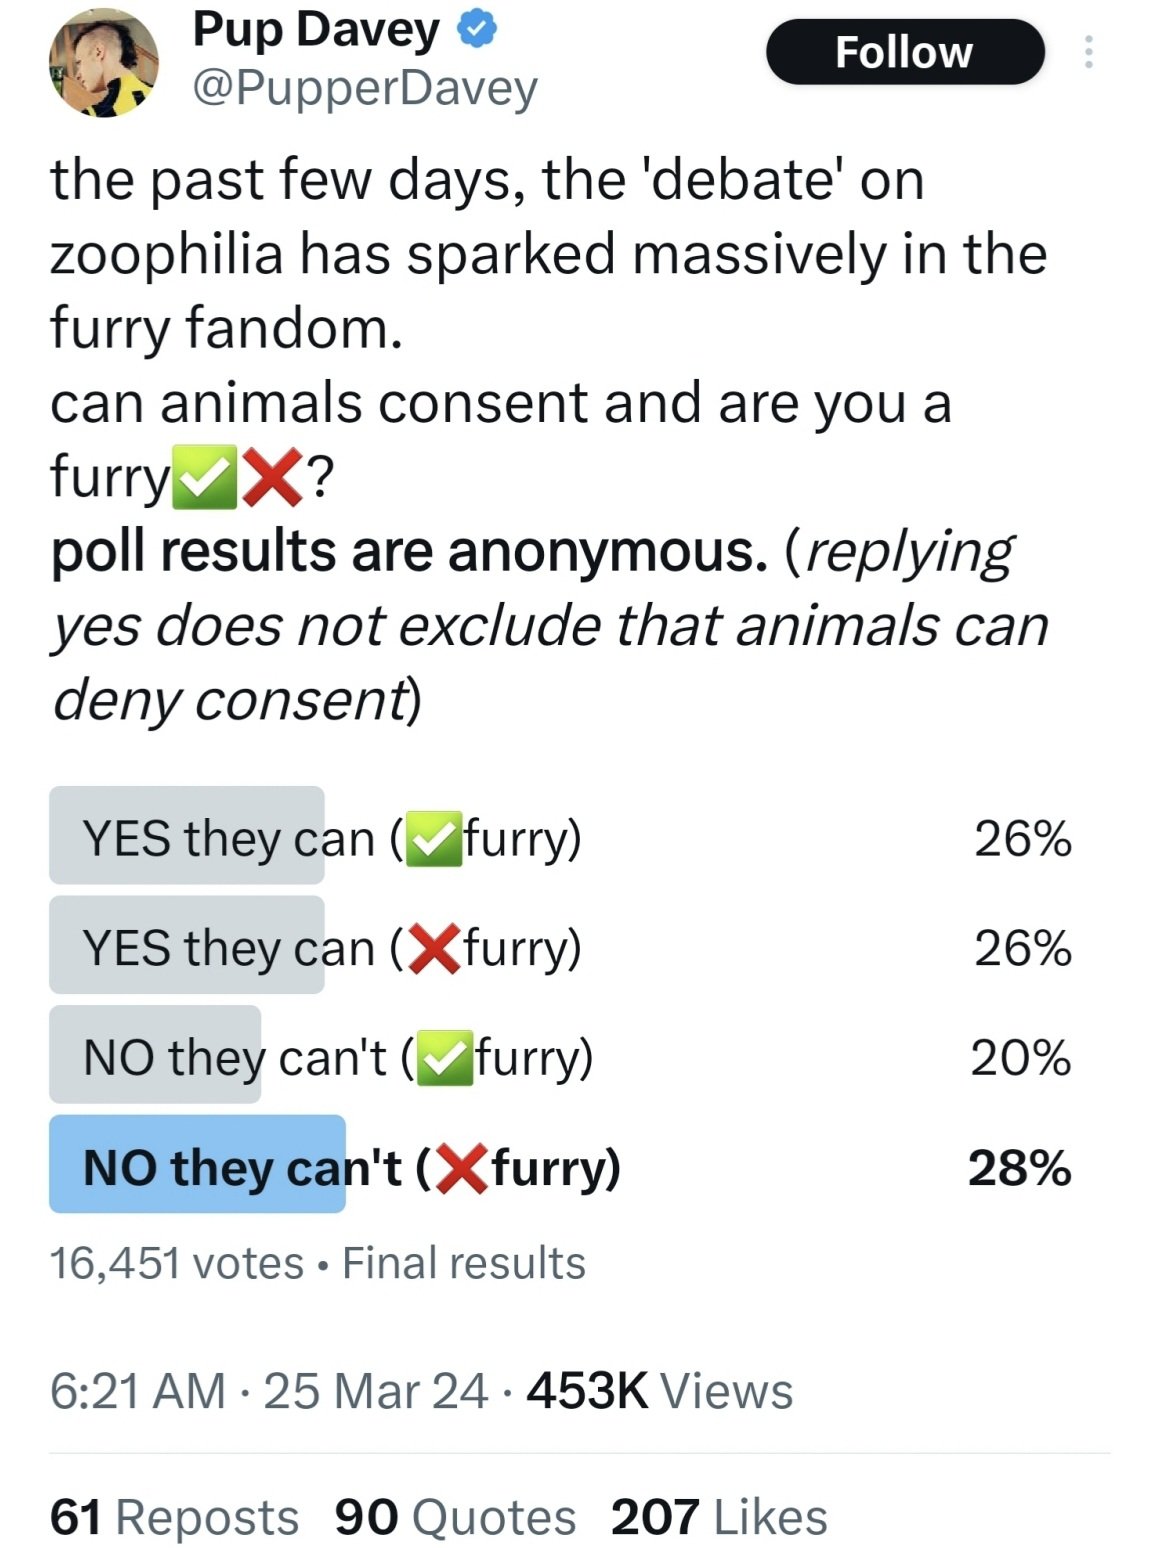 Pup Davey
@PupperDavey
Follow
the past few days, the 'debate' on
zoophilia has sparked massively in the
furry fandom.
can animals consent and are you a
furry✅❌?
poll results are anonymous. (replying
yes does not exclude that animals can
deny consent)
YES they can (✅furry) 26%
YES they can (❌furry) 26%
NO they can't (✅furry) 20%
NO they can't (❌furry) 28%
16,451 votes • Final results
6:21 AM · 25 Mar 24 · 453K Views
61 Reposts 90 Quotes 207 Likes